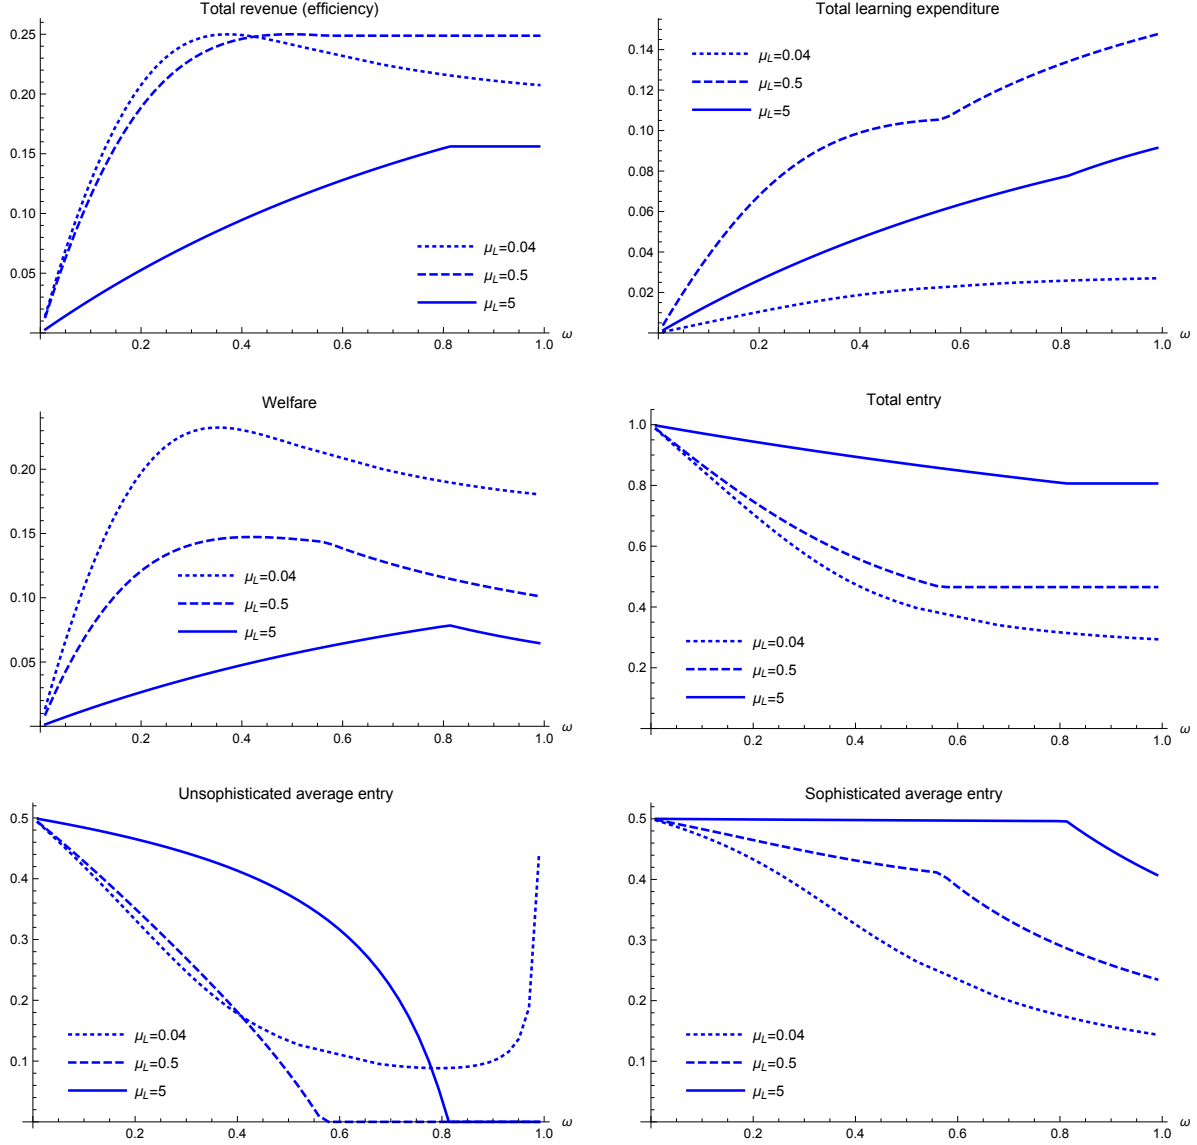 Total revenue (efficiency)
0.25
0.20
0.15
0.10
0.05
μL=0.04
μL=0.5
μL=5
0.2 0.4 0.6 0.8 1.0 ω
Total learning expenditure
0.14
0.12
0.10
0.08
0.06
0.04
0.02
μL=0.04
μL=0.5
μL=5
0.2 0.4 0.6 0.8 1.0 ω
Welfare
0.20
0.15
0.10
0.05
μL=0.04
μL=0.5
μL=5
0.2 0.4 0.6 0.8 1.0 ω
Total entry
1.0
0.8
0.6
0.4
0.2
μL=0.04
μL=0.5
μL=5
0.2 0.4 0.6 0.8 1.0 ω
Unsophisticated average entry
0.5
0.4
0.3
0.2
0.1
μL=0.04
μL=0.5
μL=5
0.2 0.4 0.6 0.8 1.0 ω
Sophisticated average entry
0.5
0.4
0.3
0.2
0.1
μL=0.04
μL=0.5
μL=5
0.2 0.4 0.6 0.8 1.0 ω